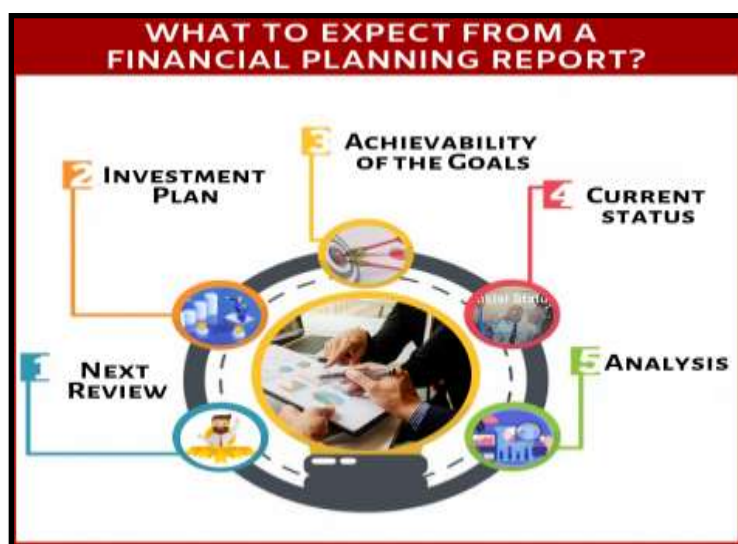 WHAT TO EXPECT FROM A
FINANCIAL PLANNING REPORT?
3 ACHIEVABILITY
OF THE GOALS
2 INVESTMENT
PLAN
4 CURRENT
STATUS
1 NEXT
REVIEW
5 ANALYSIS